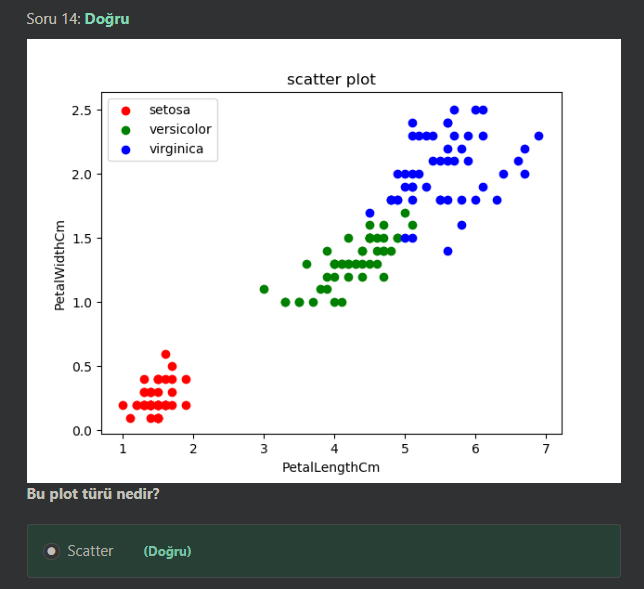 Soru 14: Doğru
scatter plot
setosa
versicolor
virginica
2.5
2.0
1.5
1.0
0.5
0.0
PetalWidthCm
1 2 3 4 5 6 7
PetalLengthCm
Bu plot türü nedir?
Scatter (Doğru)